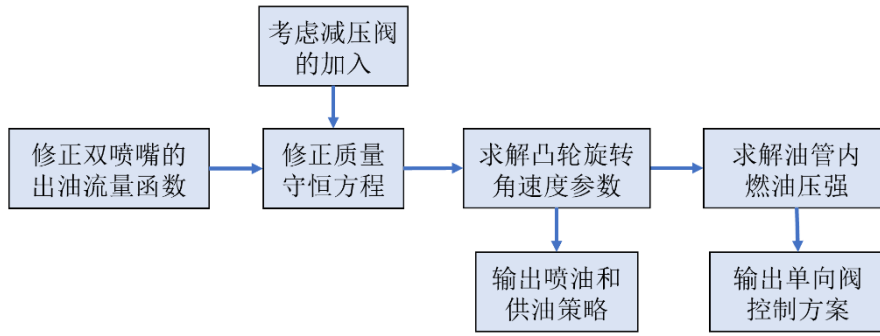 考虑减压阀
的加入
修正双喷嘴的
出油流量函数
修正质量
守恒方程
求解凸轮旋转
角速度参数
求解油管内
燃油压强
输出喷油和
供油策略
输出单向阀
控制方案